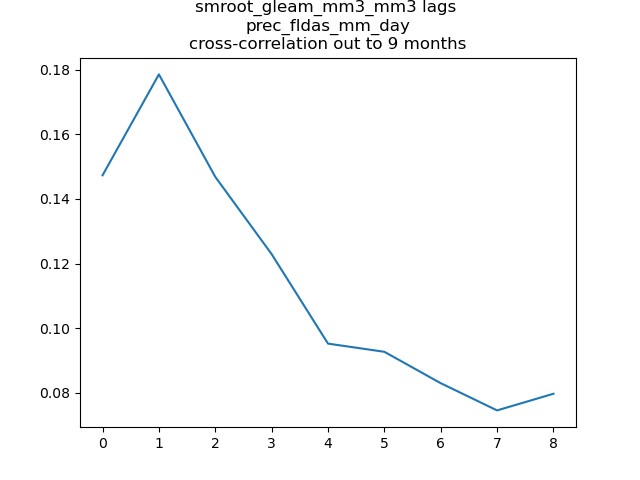 smroot_gleam_mm3_mm3 lags
prec_fldas_mm_day
cross-correlation out to 9 months
0.18
0.16
0.14
0.12
0.10
0.08
0 1 2 3 4 5 6 7 8